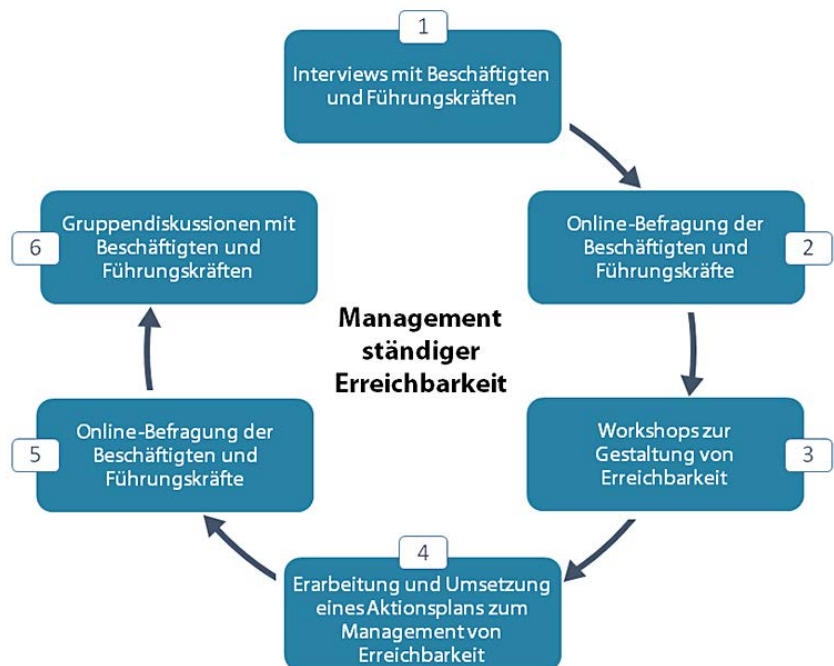 1
Interviews mit Beschäftigten
und Führungskräften
2
Online-Befragung der
Beschäftigten und
Führungskräfte
3
Workshops zur
Gestaltung von
Erreichbarkeit
4
Erarbeitung und Umsetzung
eines Aktionsplans zum
Management von
Erreichbarkeit
5
Online-Befragung der
Beschäftigten und
Führungskräfte
6
Gruppendiskussionen mit
Beschäftigten und
Führungskräften
Management
ständiger
Erreichbarkeit